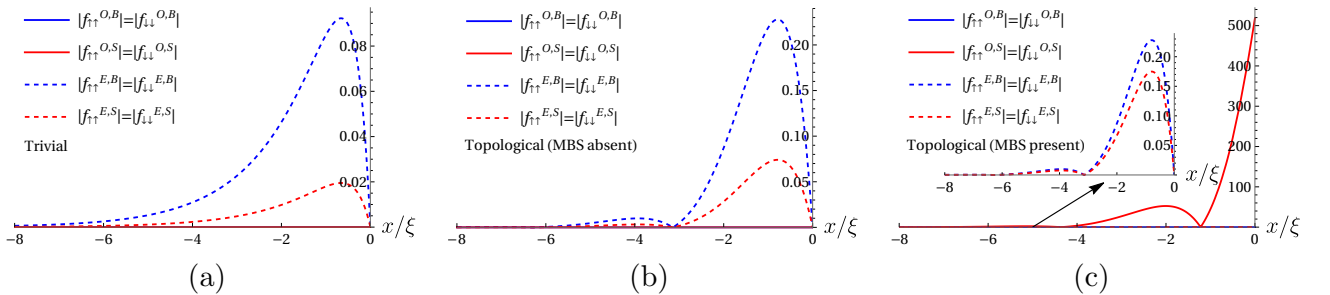 |f↑↑^{O,B}|=|f↓↓^{O,B}|
|f↑↑^{O,S}|=|f↓↓^{O,S}|
|f↑↑^{E,B}|=|f↓↓^{E,B}|
|f↑↑^{E,S}|=|f↓↓^{E,S}|
Trivial
0.08
0.06
0.04
0.02
-8 -6 -4 -2 0 x/ξ
(a)
|f↑↑^{O,B}|=|f↓↓^{O,B}|
|f↑↑^{O,S}|=|f↓↓^{O,S}|
|f↑↑^{E,B}|=|f↓↓^{E,B}|
|f↑↑^{E,S}|=|f↓↓^{E,S}|
Topological (MBS absent)
0.20
0.15
0.10
0.05
-8 -6 -4 -2 0 x/ξ
(b)
|f↑↑^{O,B}|=|f↓↓^{O,B}|
|f↑↑^{O,S}|=|f↓↓^{O,S}|
|f↑↑^{E,B}|=|f↓↓^{E,B}|
|f↑↑^{E,S}|=|f↓↓^{E,S}|
Topological (MBS present)
0.20
0.15
0.10
0.05
-8 -6 -4 -2 0 x/ξ
500
400
300
200
100
-8 -6 -4 -2 0 x/ξ
(c)